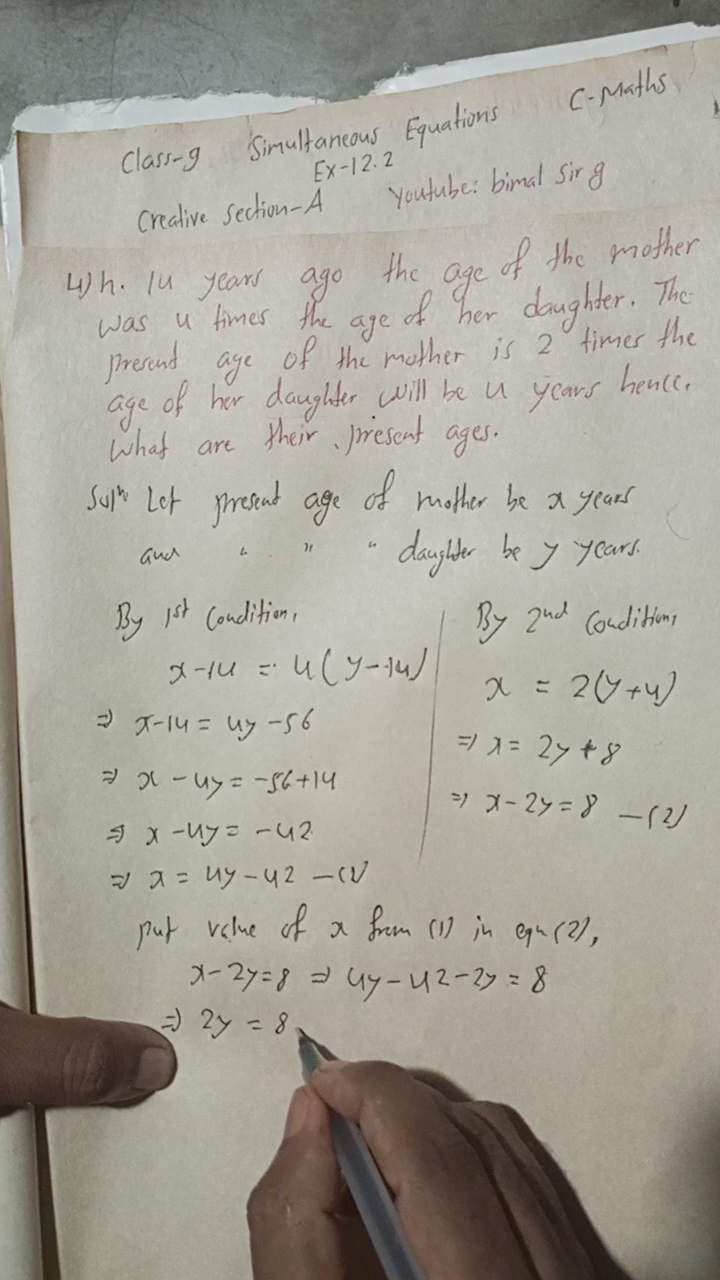 Class-9 Simultaneous Equations C-Maths
Ex-12.2
Creative Section-A Youtube: bimal Sir g
4)h. 14 years ago the age of the mother
was 4 times the age of her daughter. The
present age of the mother is 2 times the
age of her daughter will be 4 years hence.
What are their present ages.
Solⁿ Let present age of mother be x years
and " " " daughter be y years.
By 1st Condition,
x-14 = 4(y-14)
⇒ x-14 = 4y-56
⇒ x-4y = -56+14
⇒ x-4y = -42
⇒ x = 4y-42 -(1)
By 2nd Condition,
x = 2(y+4)
⇒ x = 2y+8
⇒ x-2y=8 -(2)
put value of x from (1) in eqn(2),
x-2y=8 ⇒ 4y-42-2y = 8
⇒ 2y = 8